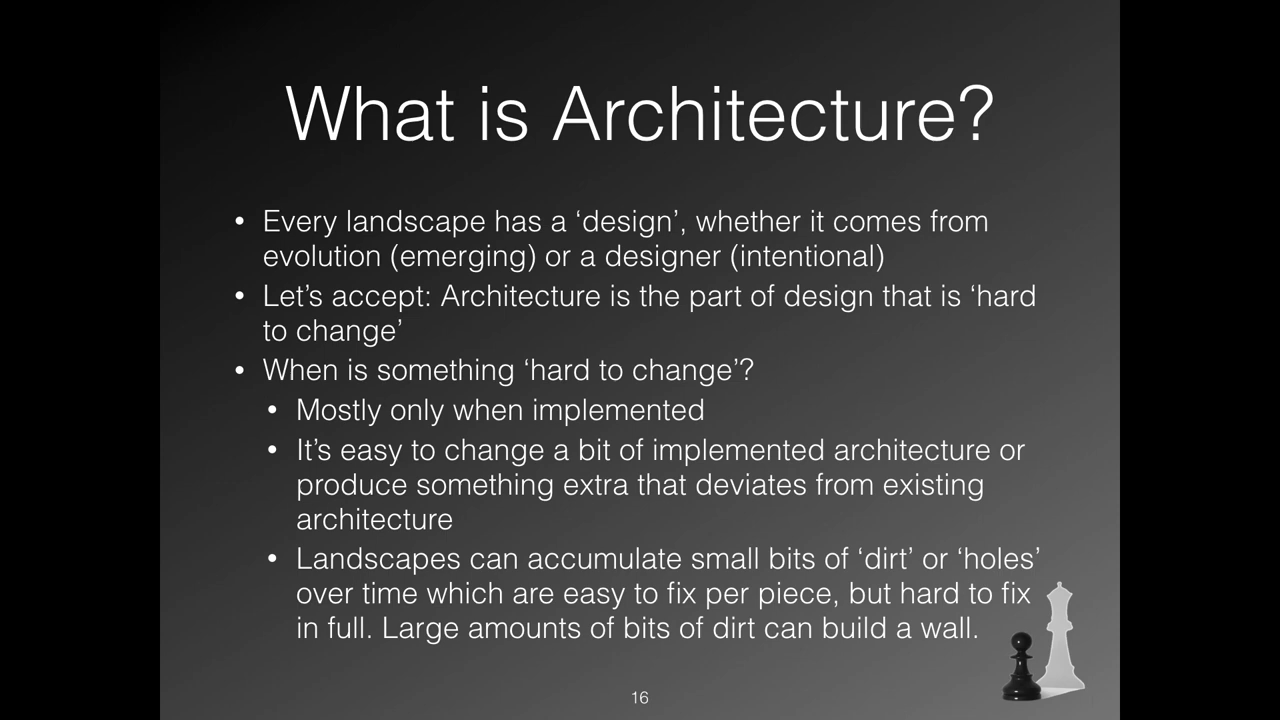 What is Architecture?
• Every landscape has a ‘design’, whether it comes from
evolution (emerging) or a designer (intentional)
• Let’s accept: Architecture is the part of design that is ‘hard
to change’
• When is something ‘hard to change’?
• Mostly only when implemented
• It’s easy to change a bit of implemented architecture or
produce something extra that deviates from existing
architecture
• Landscapes can accumulate small bits of ‘dirt’ or ‘holes’
over time which are easy to fix per piece, but hard to fix
in full. Large amounts of bits of dirt can build a wall.
16